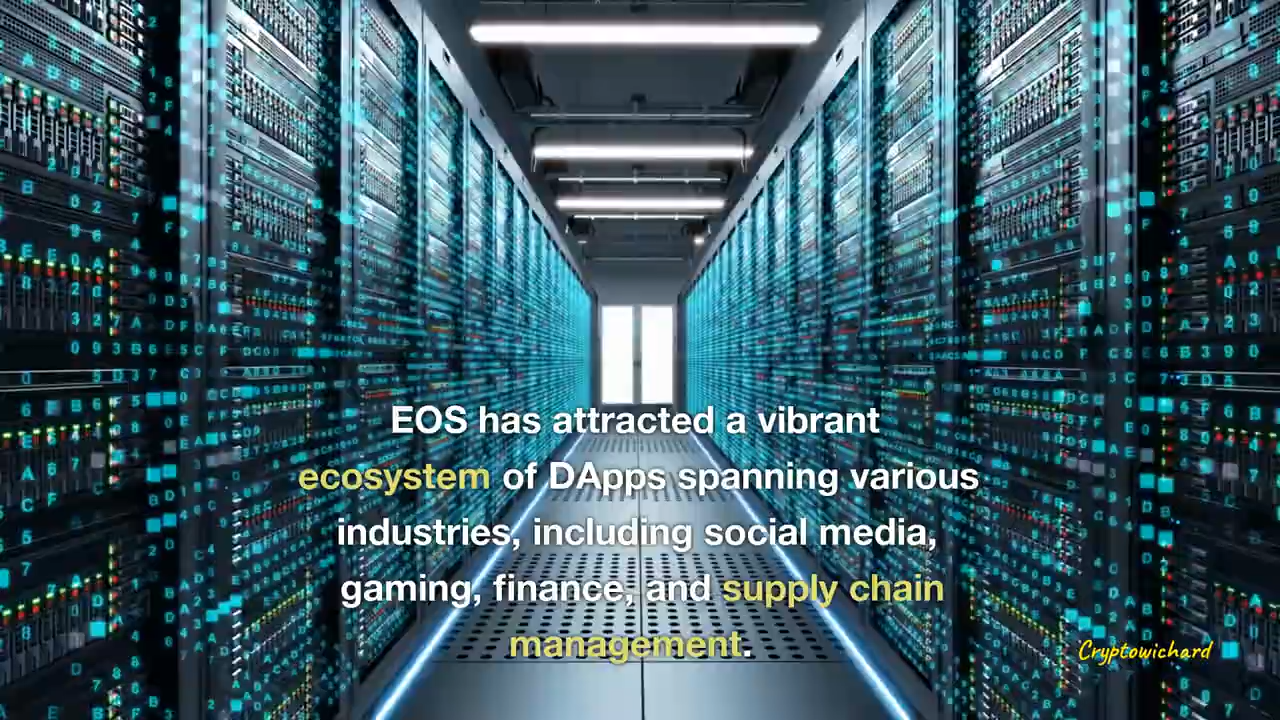 EOS has attracted a vibrant
ecosystem of DApps spanning various
industries, including social media,
gaming, finance, and supply chain
management.
Cryptowichard